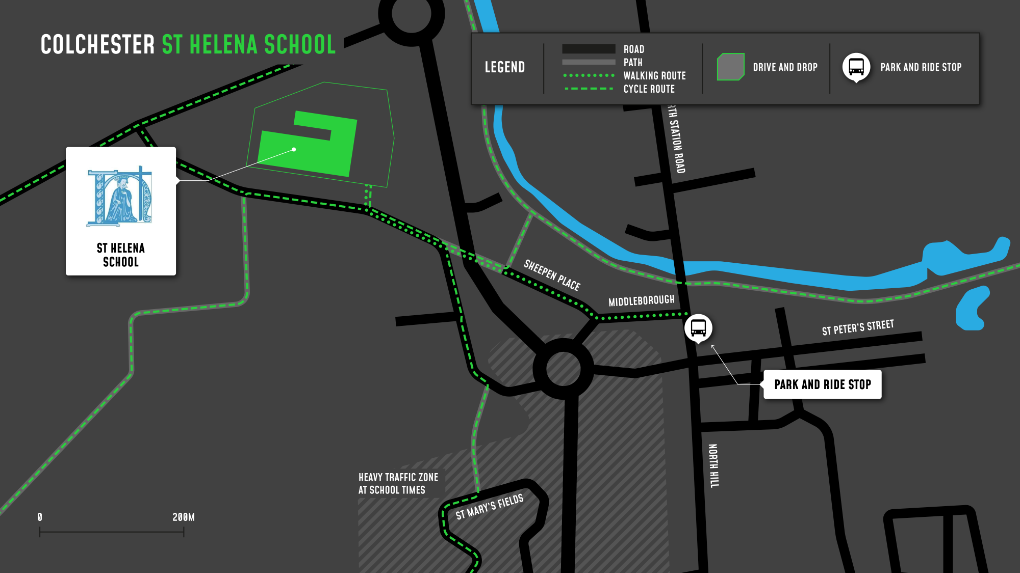 COLCHESTER ST HELENA SCHOOL
LEGEND
ROAD
PATH
WALKING ROUTE
CYCLE ROUTE
DRIVE AND DROP
PARK AND RIDE STOP
TH STATION ROAD
ST HELENA
SCHOOL
SHEEPEN PLACE
MIDDLEBOROUGH
ST PETER'S STREET
PARK AND RIDE STOP
NORTH HILL
HEAVY TRAFFIC ZONE
AT SCHOOL TIMES
ST MARY'S FIELDS
0 200M